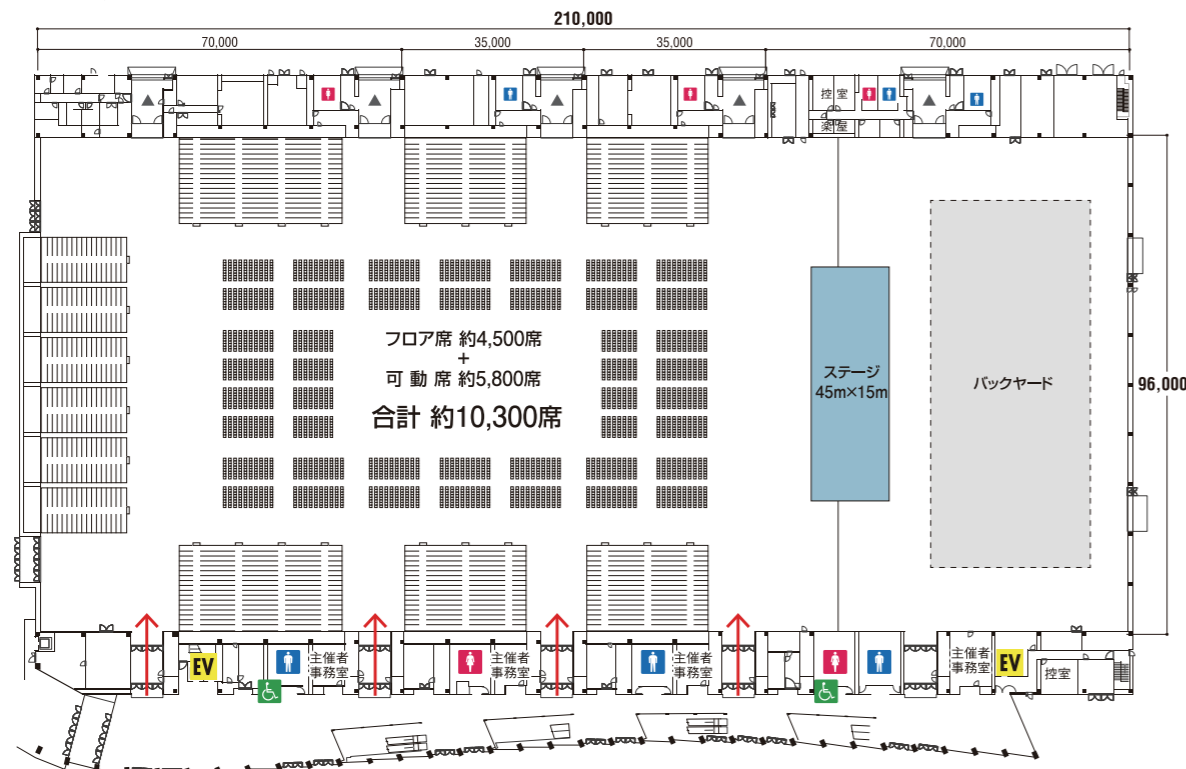 210,000
70,000
35,000
35,000
70,000
控室
楽屋
フロア席 約4,500席
+
可動席 約5,800席
合計 約10,300席
ステージ
45m×15m
バックヤード
96,000
EV
主催者
事務室
主催者
事務室
主催者
事務室
主催者
事務室
EV
控室